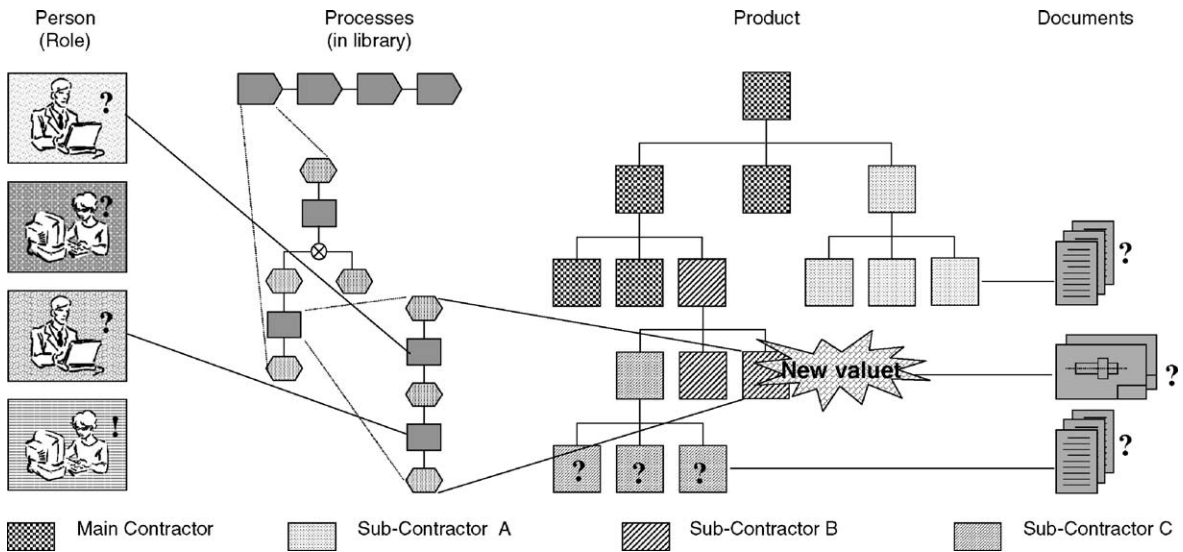 Person
(Role)
Processes
(in library)
Product
Documents
?
?
?
?
New valuet
?
?
!
? ? ?
?
Main Contractor
Sub-Contractor A
Sub-Contractor B
Sub-Contractor C